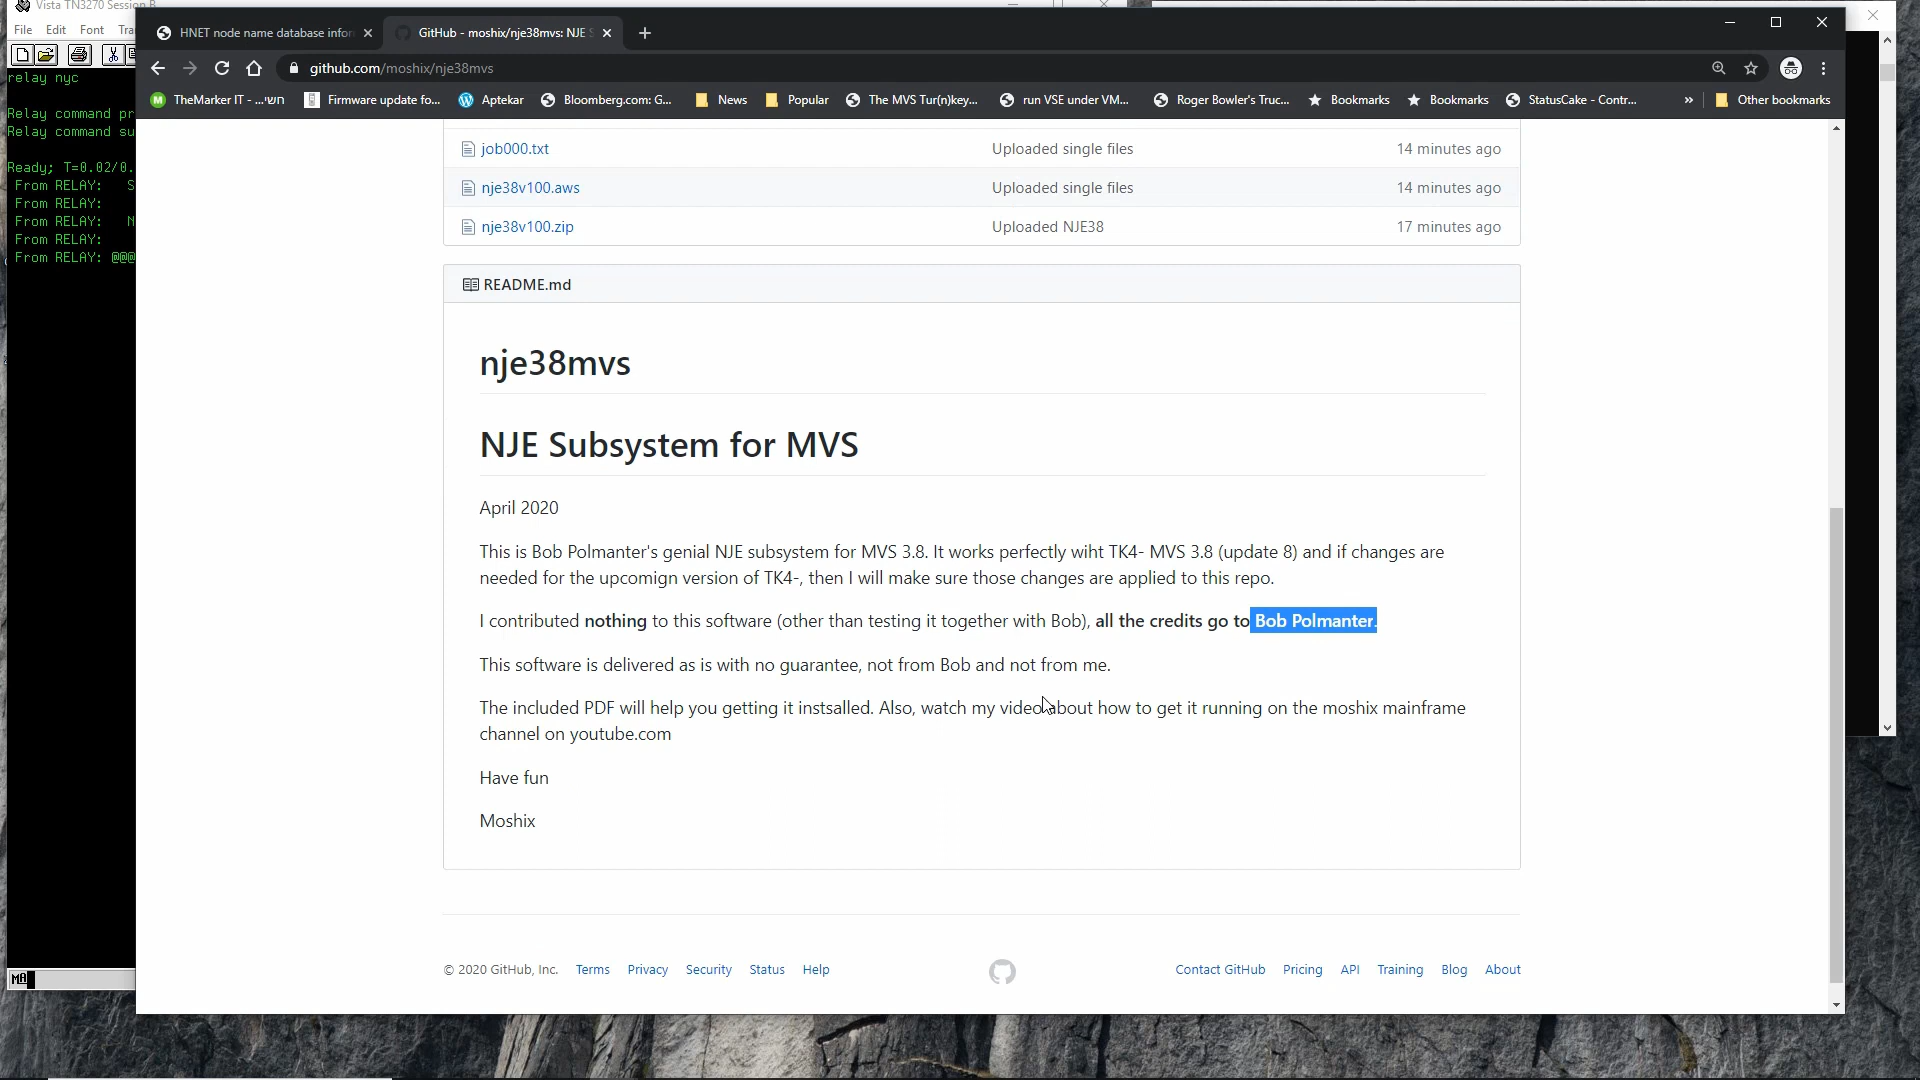 Vista TN3270 Session B
File Edit Font Tra
relay nyc
Relay command pr
Relay command su
Ready; T=0.02/0.
From RELAY: S
From RELAY:
From RELAY: N
From RELAY:
From RELAY: @@@
MA
HNET node name database infor
GitHub - moshix/nje38mvs: NJE S
github.com/moshix/nje38mvs
TheMarker IT - ...חשי
Firmware update fo...
Aptekar
Bloomberg.com: G...
News
Popular
The MVS Tur(n)key...
run VSE under VM...
Roger Bowler's Truc...
Bookmarks
Bookmarks
StatusCake - Contr...
»
Other bookmarks
job000.txt Uploaded single files 14 minutes ago
nje38v100.aws Uploaded single files 14 minutes ago
nje38v100.zip Uploaded NJE38 17 minutes ago
README.md
nje38mvs
NJE Subsystem for MVS
April 2020
This is Bob Polmanter's genial NJE subsystem for MVS 3.8. It works perfectly wiht TK4- MVS 3.8 (update 8) and if changes are
needed for the upcomign version of TK4-, then I will make sure those changes are applied to this repo.
I contributed nothing to this software (other than testing it together with Bob), all the credits go to Bob Polmanter.
This software is delivered as is with no guarantee, not from Bob and not from me.
The included PDF will help you getting it instsalled. Also, watch my video about how to get it running on the moshix mainframe
channel on youtube.com
Have fun
Moshix
© 2020 GitHub, Inc. Terms Privacy Security Status Help Contact GitHub Pricing API Training Blog About